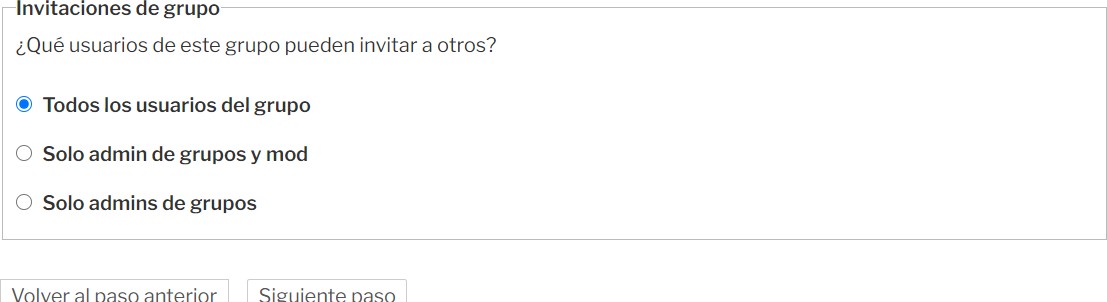 Invitaciones de grupo
¿Qué usuarios de este grupo pueden invitar a otros?
Todos los usuarios del grupo
Solo admin de grupos y mod
Solo admins de grupos
Volver al paso anterior Siguiente paso